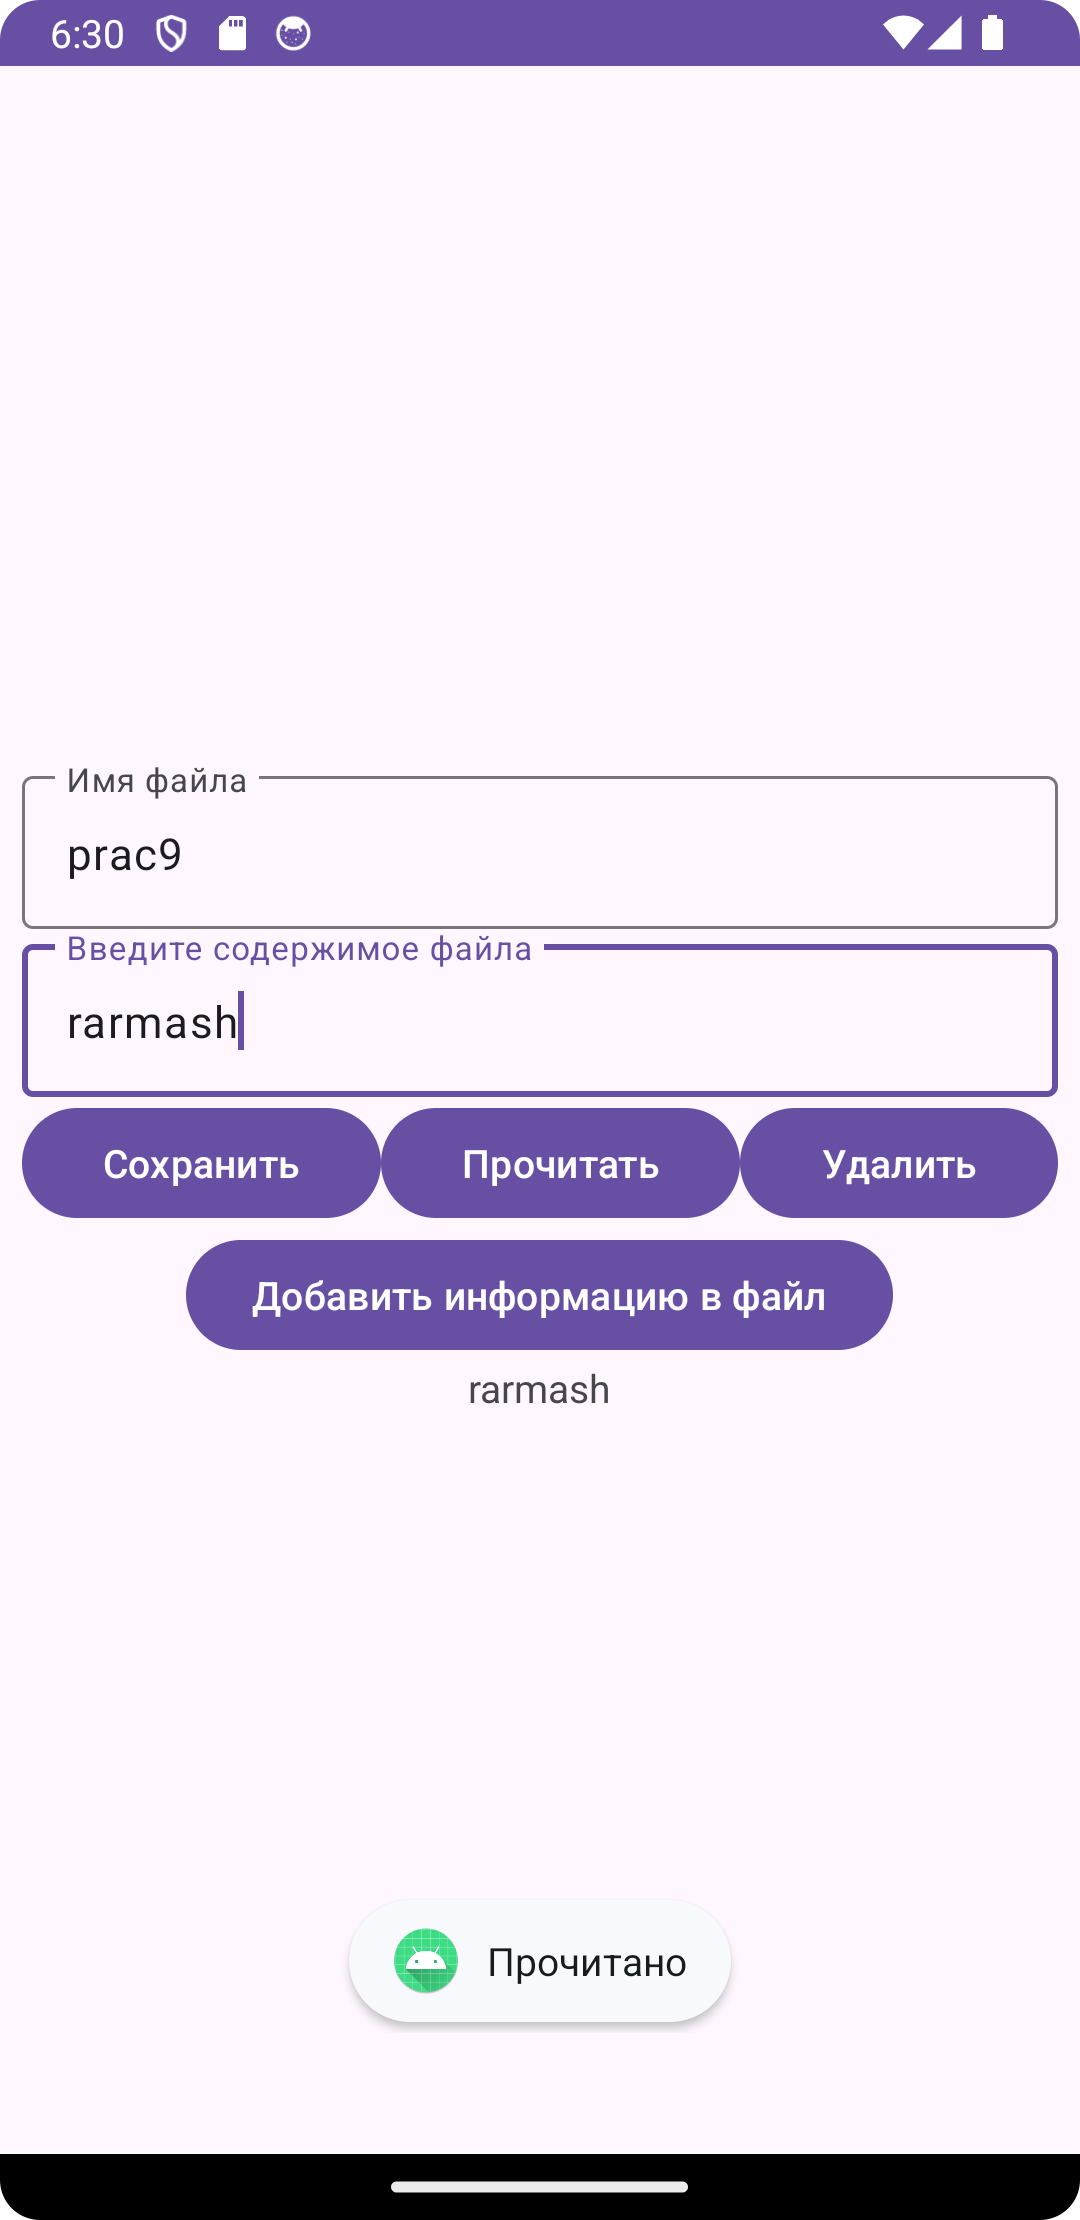 6:30
Имя файла
prac9
Введите содержимое файла
rarmash
Сохранить Прочитать Удалить
Добавить информацию в файл
rarmash
Прочитано